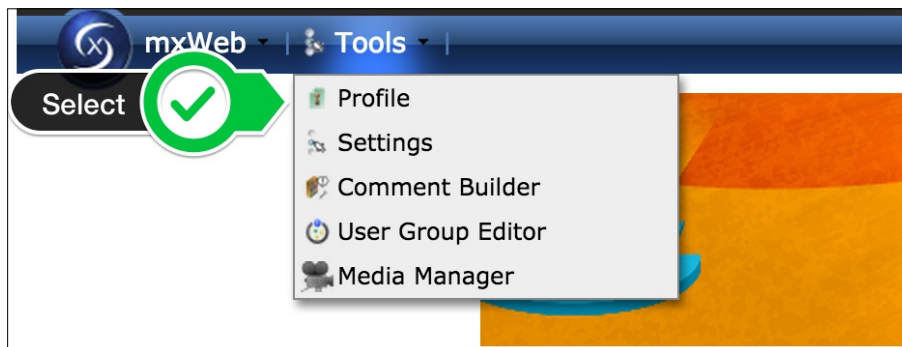 mxWeb | Tools |
Select
Profile
Settings
Comment Builder
User Group Editor
Media Manager